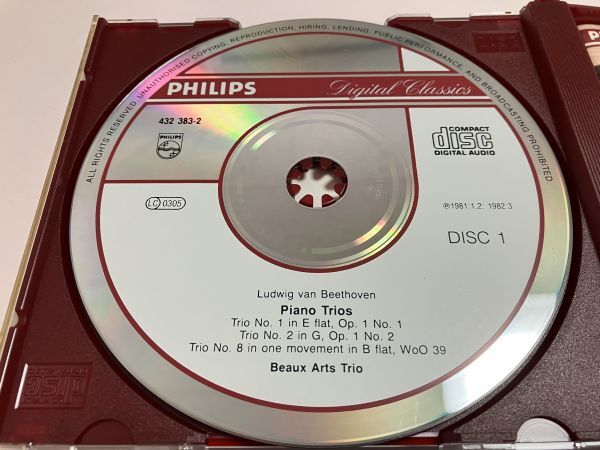 ALL RIGHTS RESERVED. UNAUTHORISED COPYING, REPRODUCTION, HIRING, LENDING, PUBLIC PERFORMANCE AND BROADCASTING PROHIBITED.
PHILIPS Digital Classics
432 383-2
PHILIPS
COMPACT
disc
DIGITAL AUDIO
LC 0305
℗1981:1,2; 1982:3
DISC 1
Ludwig van Beethoven
Piano Trios
Trio No. 1 in E flat, Op. 1 No. 1
Trio No. 2 in G, Op. 1 No. 2
Trio No. 8 in one movement in B flat, WoO 39
Beaux Arts Trio
disc